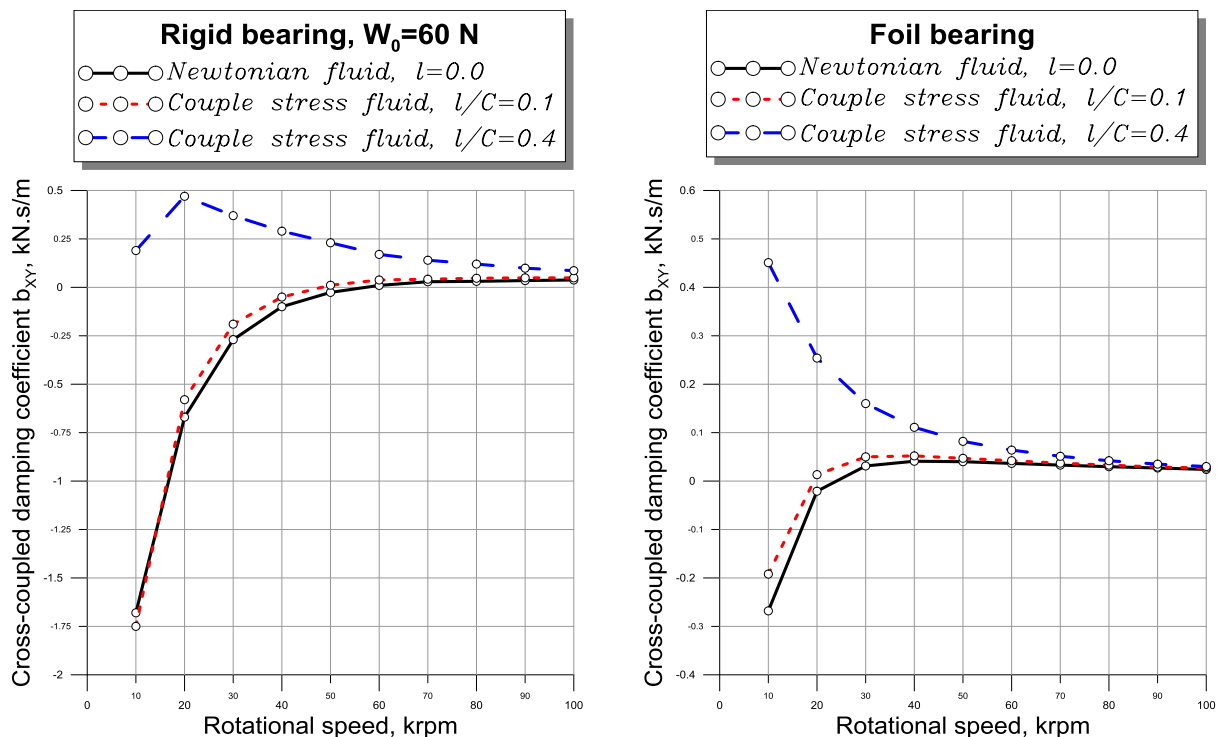 Rigid bearing, W₀=60 N
Newtonian fluid, l=0.0
Couple stress fluid, l/C=0.1
Couple stress fluid, l/C=0.4
Cross-coupled damping coefficient b_XY, kN.s/m
0.5
0.25
0
-0.25
-0.5
-0.75
-1
-1.25
-1.5
-1.75
-2
0 10 20 30 40 50 60 70 80 90 100
Rotational speed, krpm
Foil bearing
Newtonian fluid, l=0.0
Couple stress fluid, l/C=0.1
Couple stress fluid, l/C=0.4
Cross-coupled damping coefficient b_XY, kN.s/m
0.6
0.5
0.4
0.3
0.2
0.1
0
-0.1
-0.2
-0.3
-0.4
0 10 20 30 40 50 60 70 80 90 100
Rotational speed, krpm